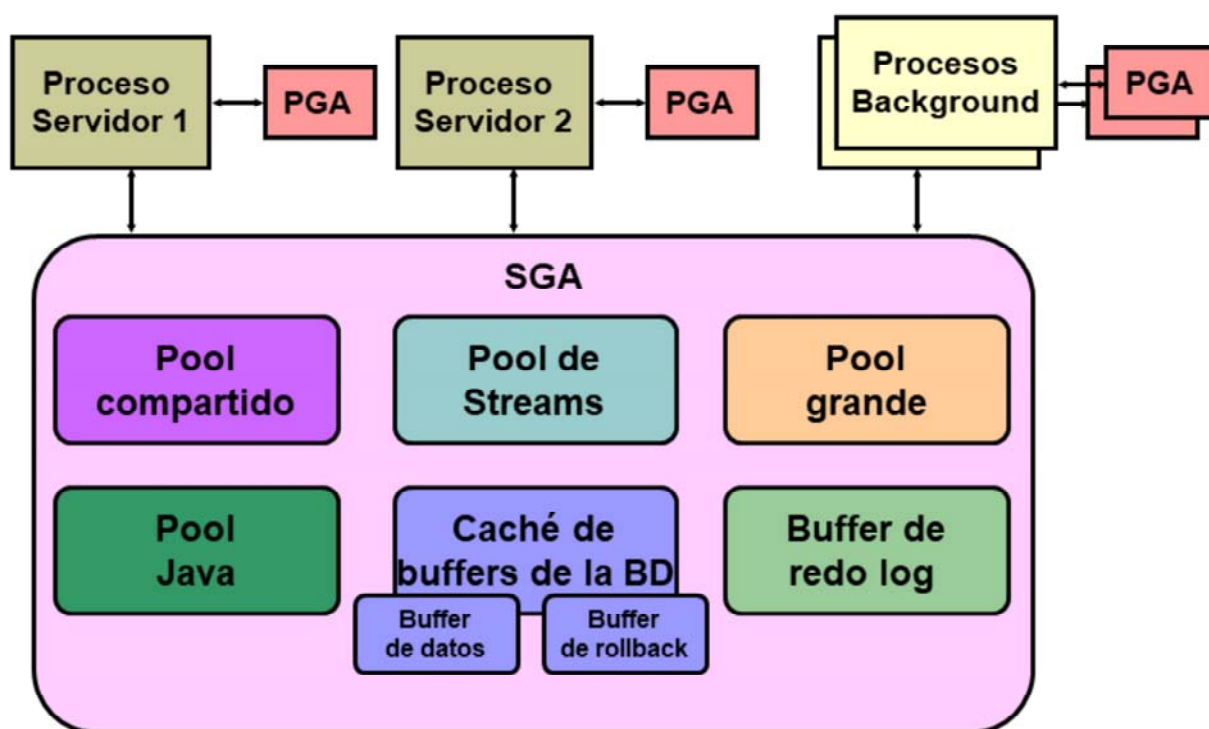 Proceso
Servidor 1
PGA
Proceso
Servidor 2
PGA
Procesos
Background
PGA
SGA
Pool
compartido
Pool de
Streams
Pool
grande
Pool
Java
Caché de
buffers de la BD
Buffer
de datos
Buffer
de rollback
Buffer de
redo log